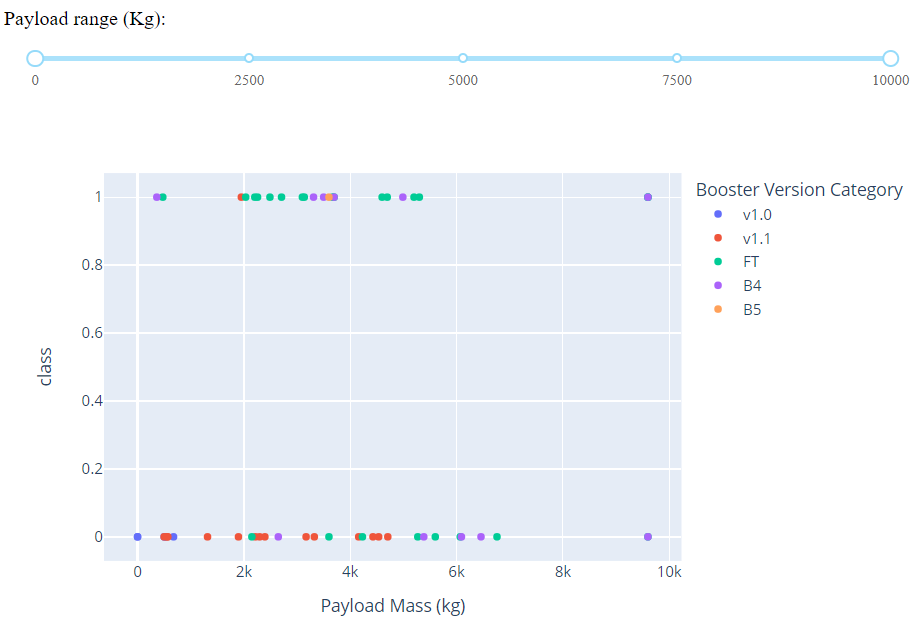 Payload range (Kg):
0 2500 5000 7500 10000
Booster Version Category
v1.0
v1.1
FT
B4
B5
1
0.8
0.6
0.4
0.2
0
class
0 2k 4k 6k 8k 10k
Payload Mass (kg)